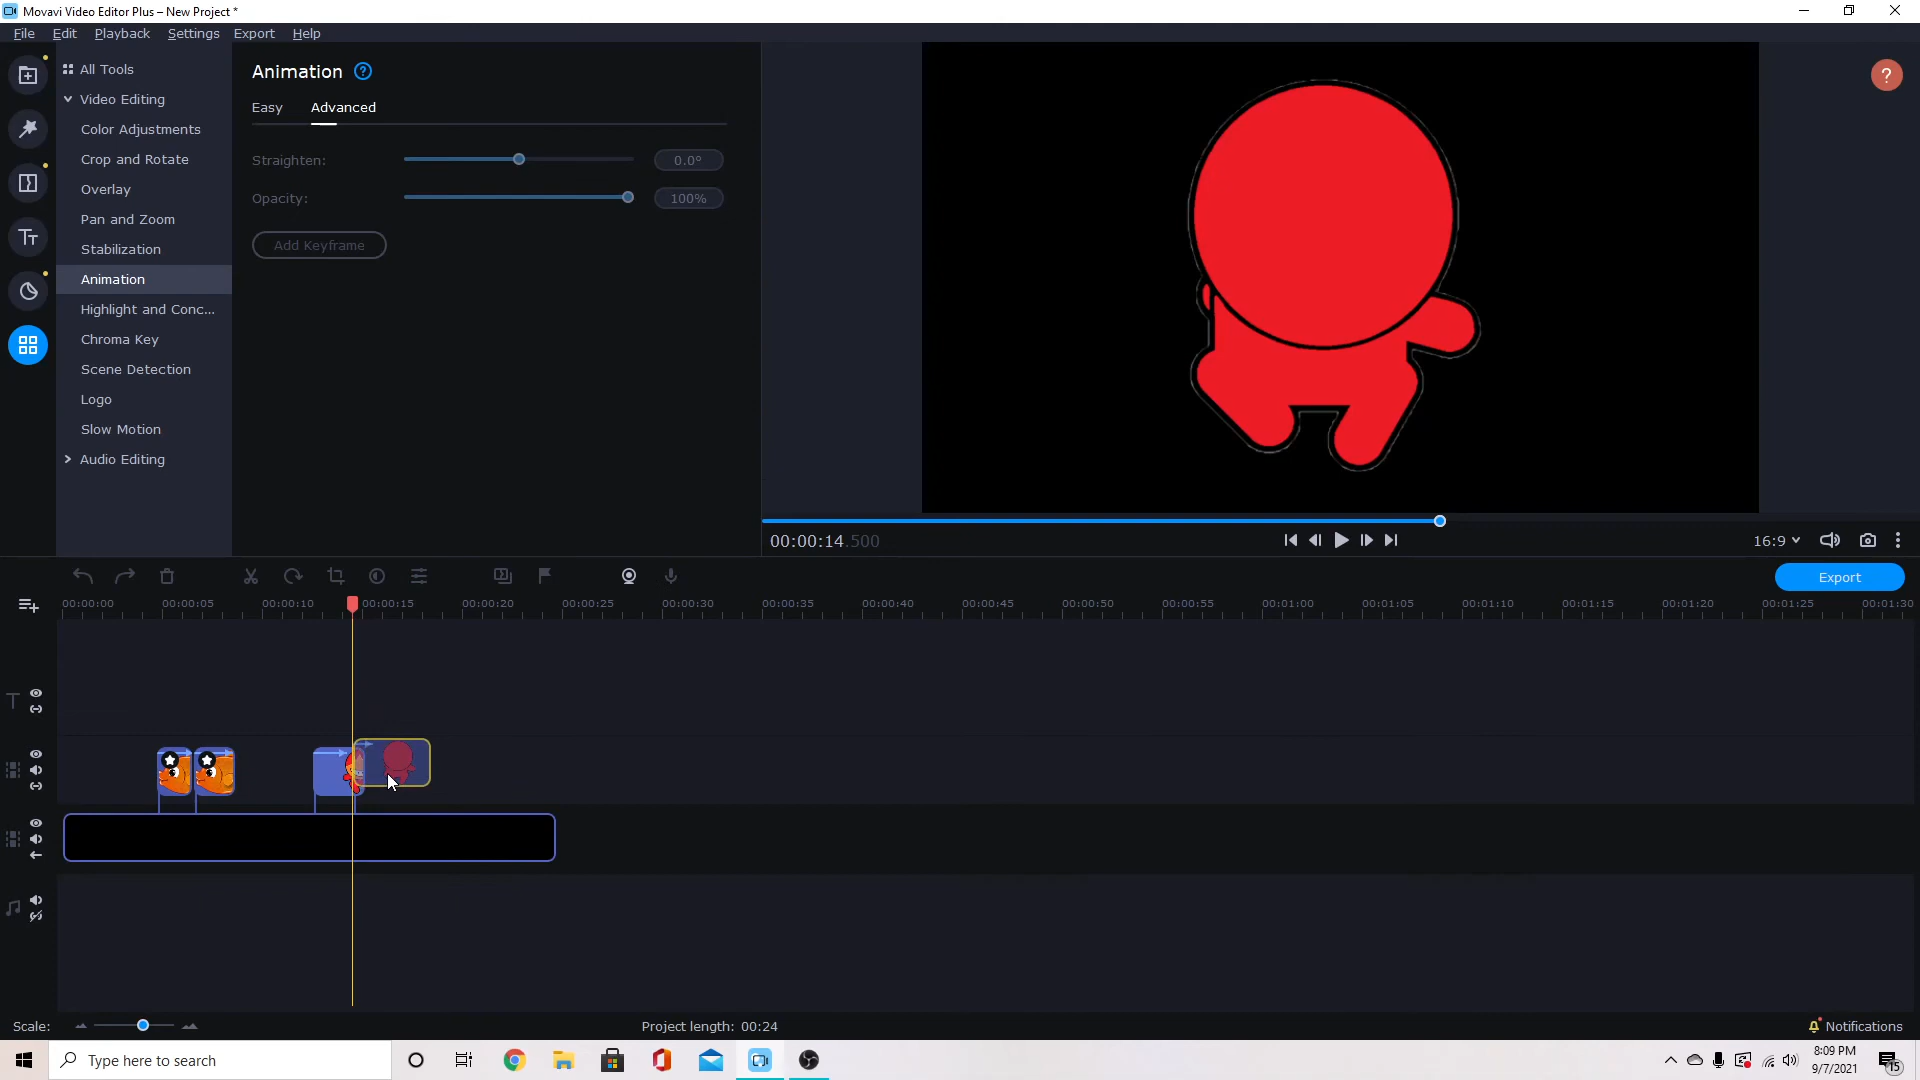 Movavi Video Editor Plus – New Project *
File Edit Playback Settings Export Help
All Tools
Video Editing
Color Adjustments
Crop and Rotate
Overlay
Pan and Zoom
Stabilization
Animation
Highlight and Conc...
Chroma Key
Scene Detection
Logo
Slow Motion
Audio Editing
Animation ?
Easy Advanced
Straighten: 0.0°
Opacity: 100%
Add Keyframe
?
00:00:14.500
16:9
Export
00:00:00 00:00:05 00:00:10 00:00:15 00:00:20 00:00:25 00:00:30 00:00:35 00:00:40 00:00:45 00:00:50 00:00:55 00:01:00 00:01:05 00:01:10 00:01:15 00:01:20 00:01:25 00:01:30
Scale: Project length: 00:24 Notifications
Type here to search
8:09 PM
9/7/2021
15